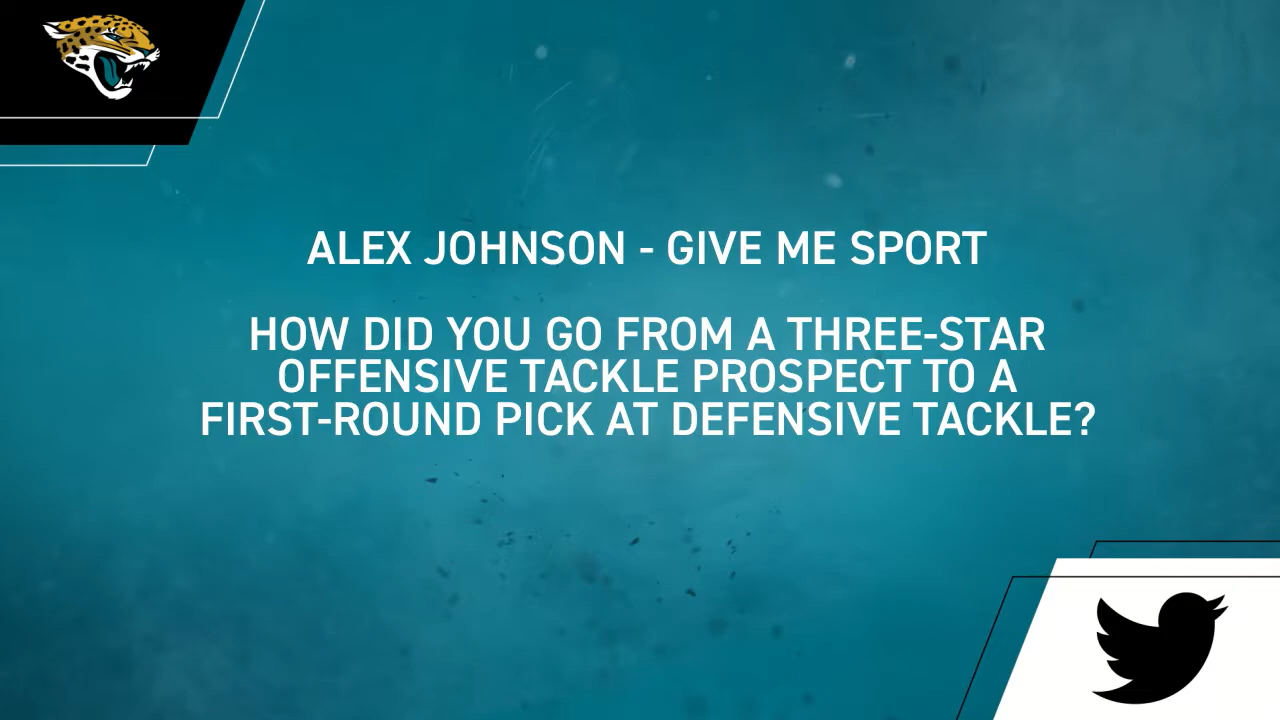 ALEX JOHNSON - GIVE ME SPORT
HOW DID YOU GO FROM A THREE-STAR
OFFENSIVE TACKLE PROSPECT TO A
FIRST-ROUND PICK AT DEFENSIVE TACKLE?